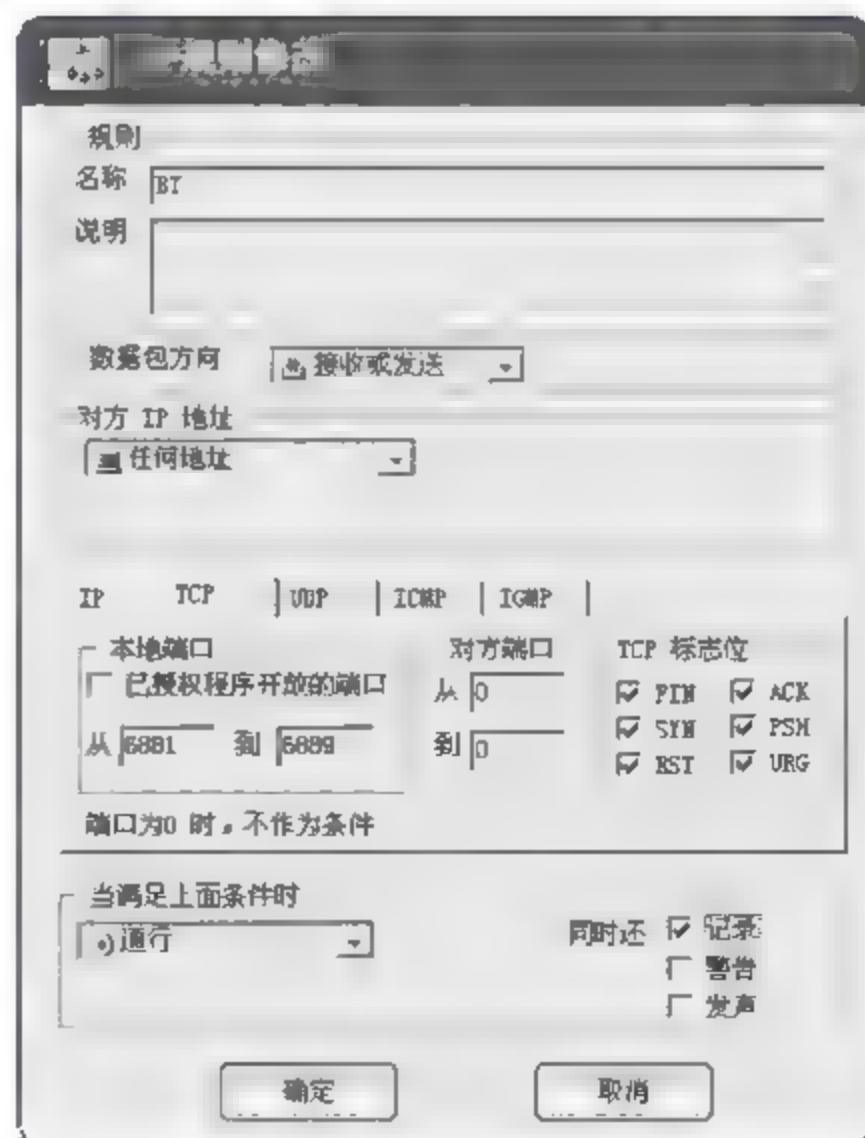 规则
名称 BT
说明
数据包方向 接收或发送
对方 IP 地址
任何地址
IP TCP UDP ICMP IGMP
本地端口 对方端口 TCP 标志位
已授权程序开放的端口 从 0 FIN ACK
从 6881 到 6889 到 0 SYN PSH
RST URG
端口为0 时，不作为条件
当满足上面条件时
通行 同时还 记录
警告
发声
确定 取消